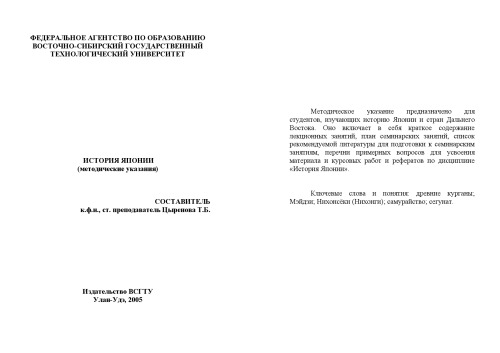 ФЕДЕРАЛЬНОЕ АГЕНТСТВО ПО ОБРАЗОВАНИЮ
ВОСТОЧНО-СИБИРСКИЙ ГОСУДАРСТВЕННЫЙ
ТЕХНОЛОГИЧЕСКИЙ УНИВЕРСИТЕТ
ИСТОРИЯ ЯПОНИИ
(методические указания)
СОСТАВИТЕЛЬ
к.ф.н., ст. преподаватель Цыренова Т.Б.
Издательство ВСГТУ
Улан-Удэ, 2005
Методическое указание предназначено для
студентов, изучающих историю Японии и стран Дальнего
Востока. Оно включает в себя краткое содержание
лекционных занятий, план семинарских занятий, список
рекомендуемой литературы для подготовки к семинарским
занятиям, перечни примерных вопросов для усвоения
материала и курсовых работ и рефератов по дисциплине
«История Японии».
Ключевые слова и понятия: древние курганы;
Мэйдзи; Нихонсёки (Нихонги); самурайство; сегунат.